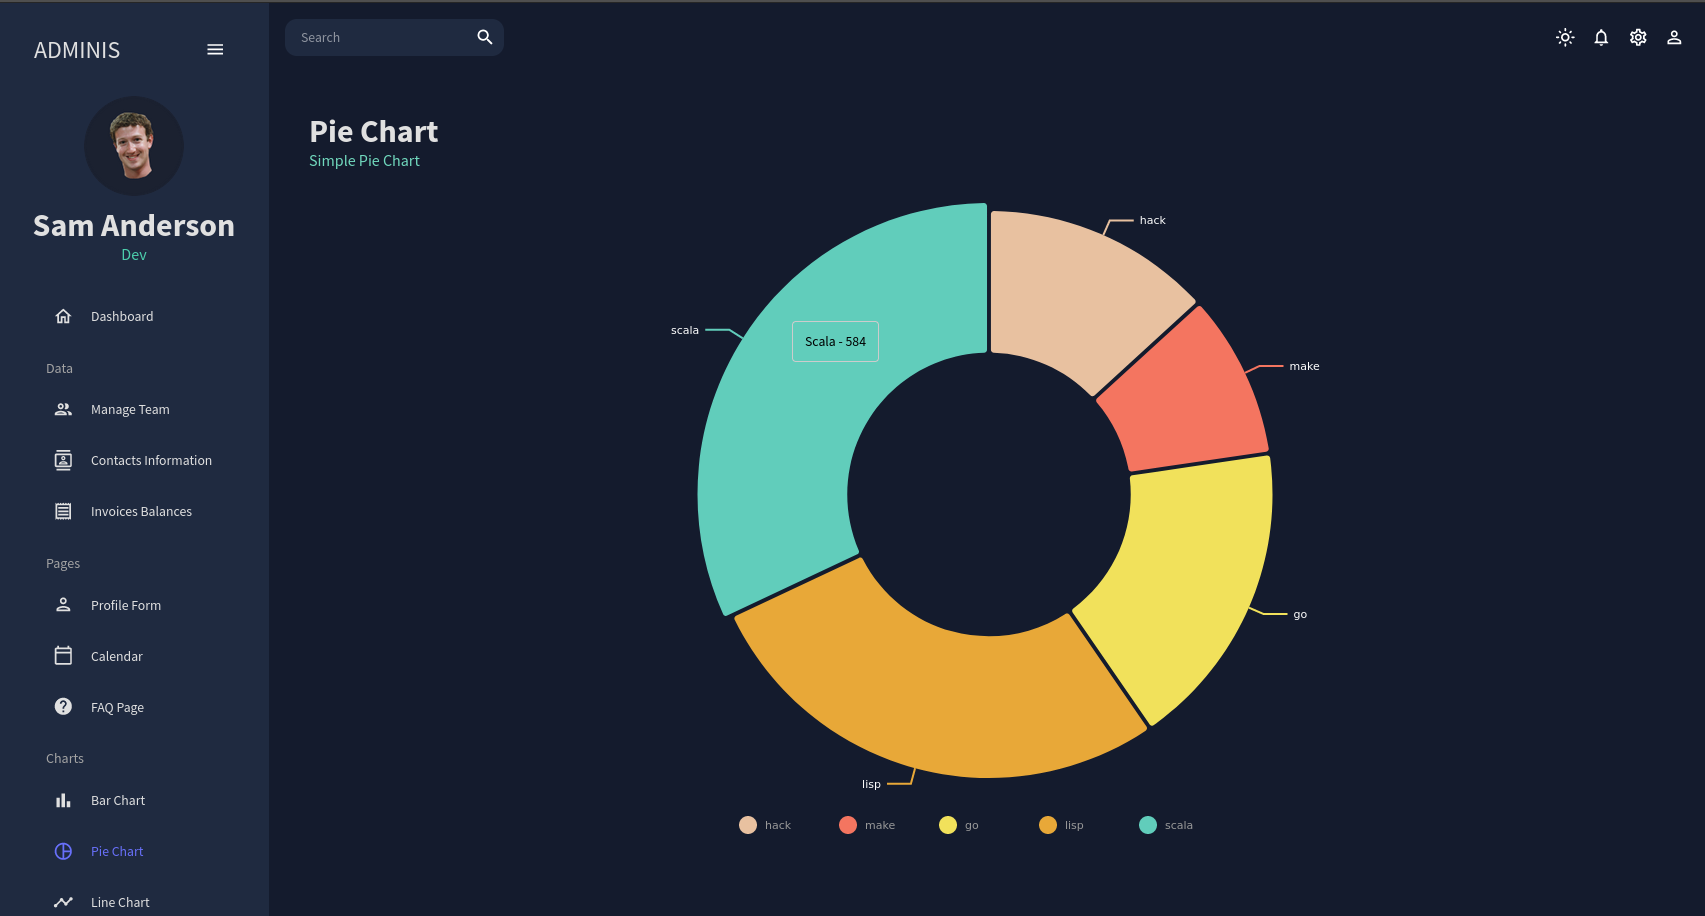 ADMINIS
Search
Sam Anderson
Dev
Dashboard
Data
Manage Team
Contacts Information
Invoices Balances
Pages
Profile Form
Calendar
FAQ Page
Charts
Bar Chart
Pie Chart
Line Chart
Pie Chart
Simple Pie Chart
hack
scala
Scala - 584
make
go
lisp
hack make go lisp scala